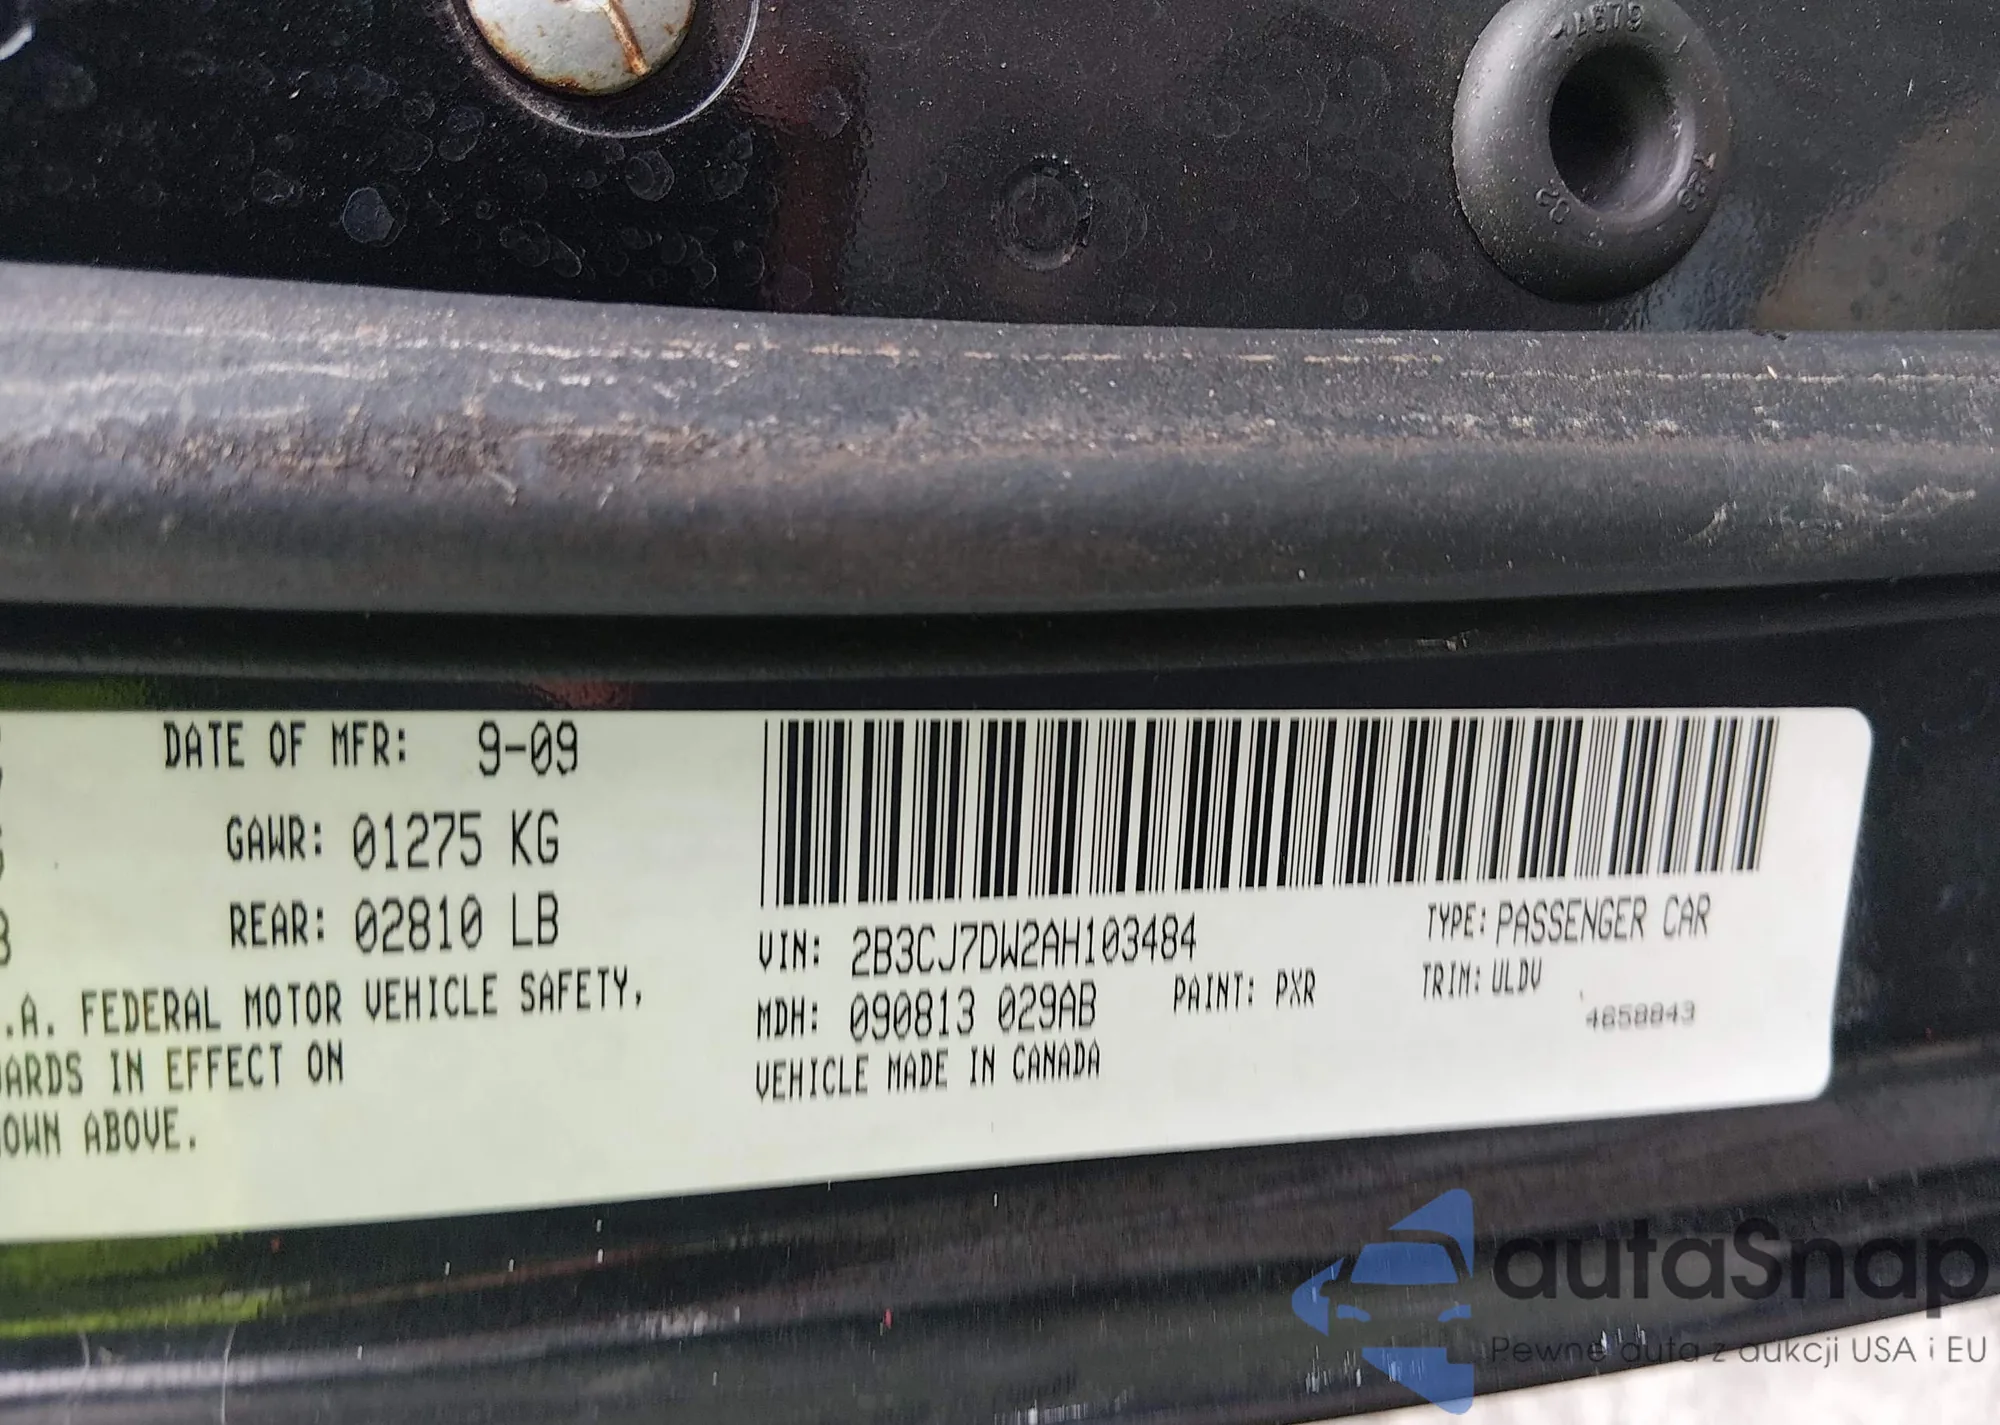 DATE OF MFR: 9-09
GAWR: 01275 KG
REAR: 02810 LB
.A. FEDERAL MOTOR VEHICLE SAFETY,
ARDS IN EFFECT ON
OWN ABOVE.
VIN: 2B3CJ7DW2AH103484
TYPE: PASSENGER CAR
MDH: 090813 029AB
PAINT: PXR
TRIM: ULDV
VEHICLE MADE IN CANADA
4658843
autaSnap
Pewne auta z aukcji USA i EU